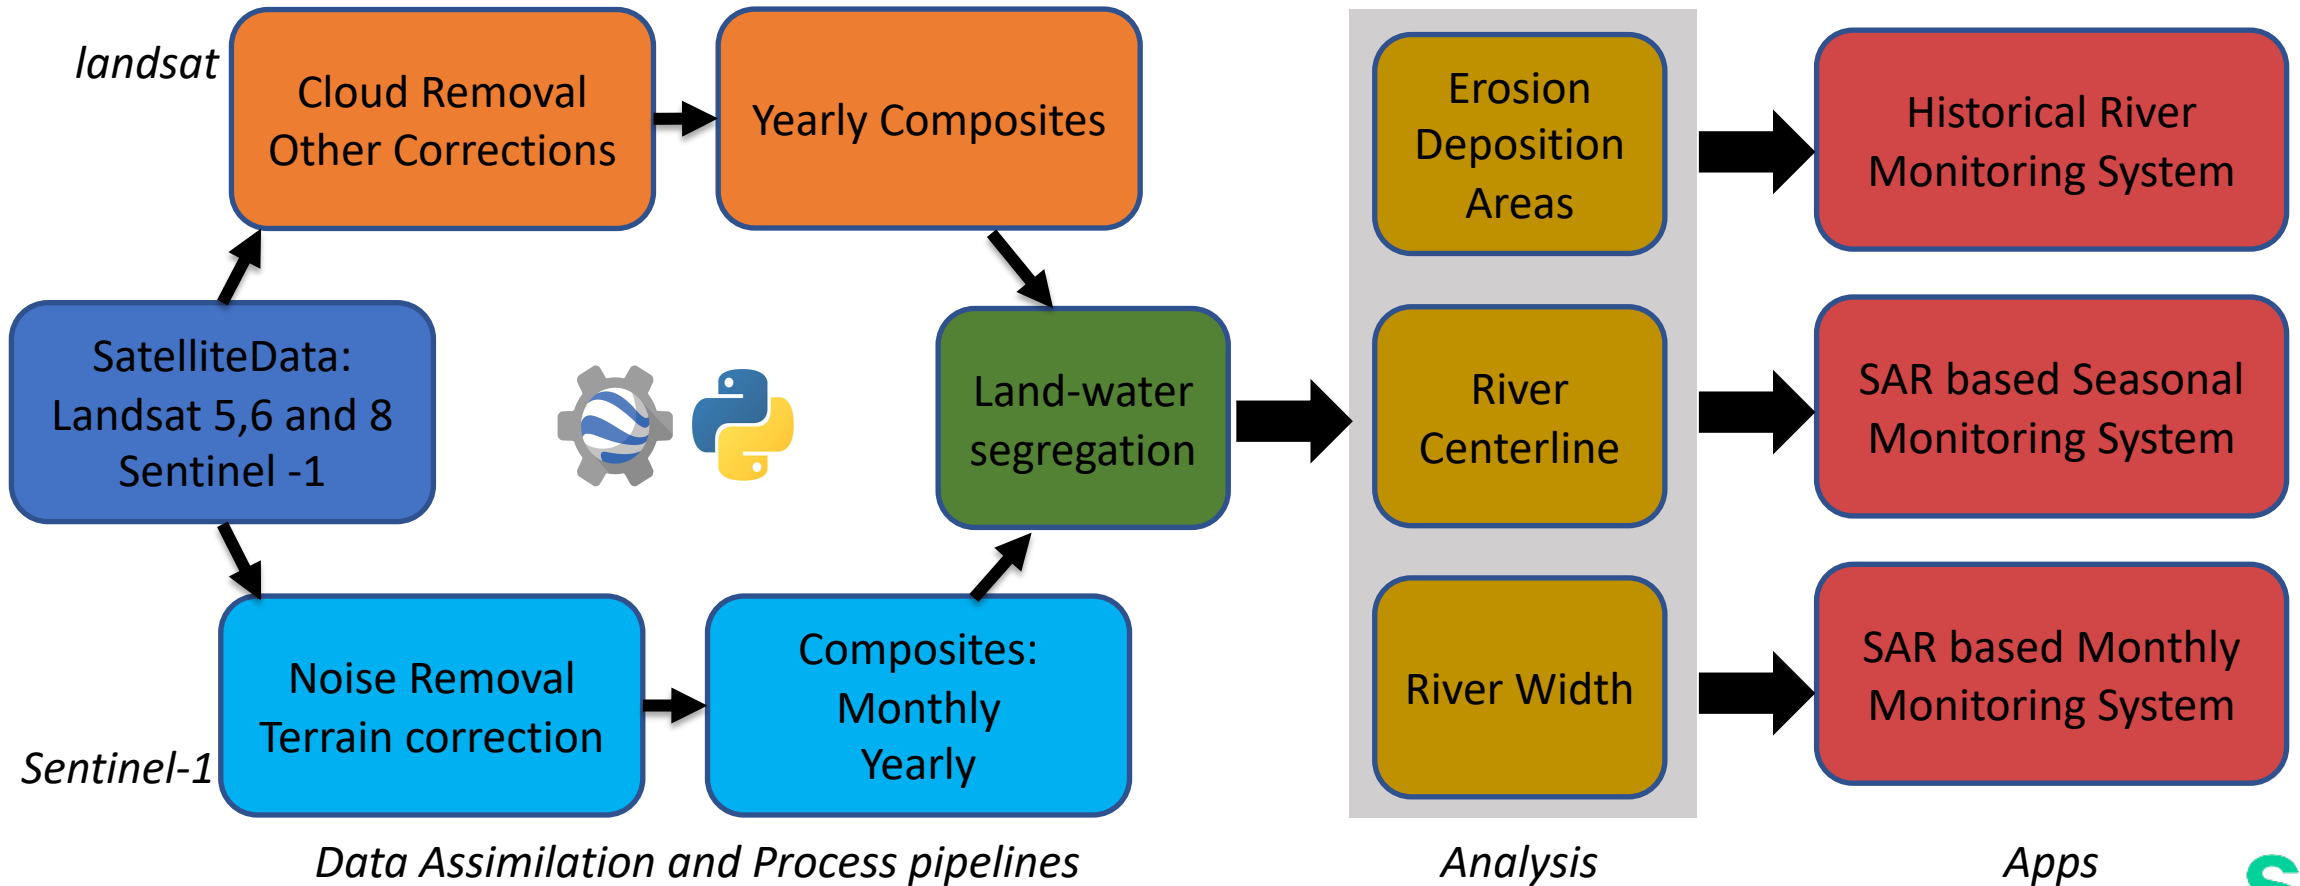 landsat
Cloud Removal
Other Corrections
Yearly Composites
SatelliteData:
Landsat 5,6 and 8
Sentinel -1
Land-water
segregation
Sentinel-1
Noise Removal
Terrain correction
Composites:
Monthly
Yearly
Data Assimilation and Process pipelines
Erosion
Deposition
Areas
River
Centerline
River Width
Analysis
Historical River
Monitoring System
SAR based Seasonal
Monitoring System
SAR based Monthly
Monitoring System
Apps